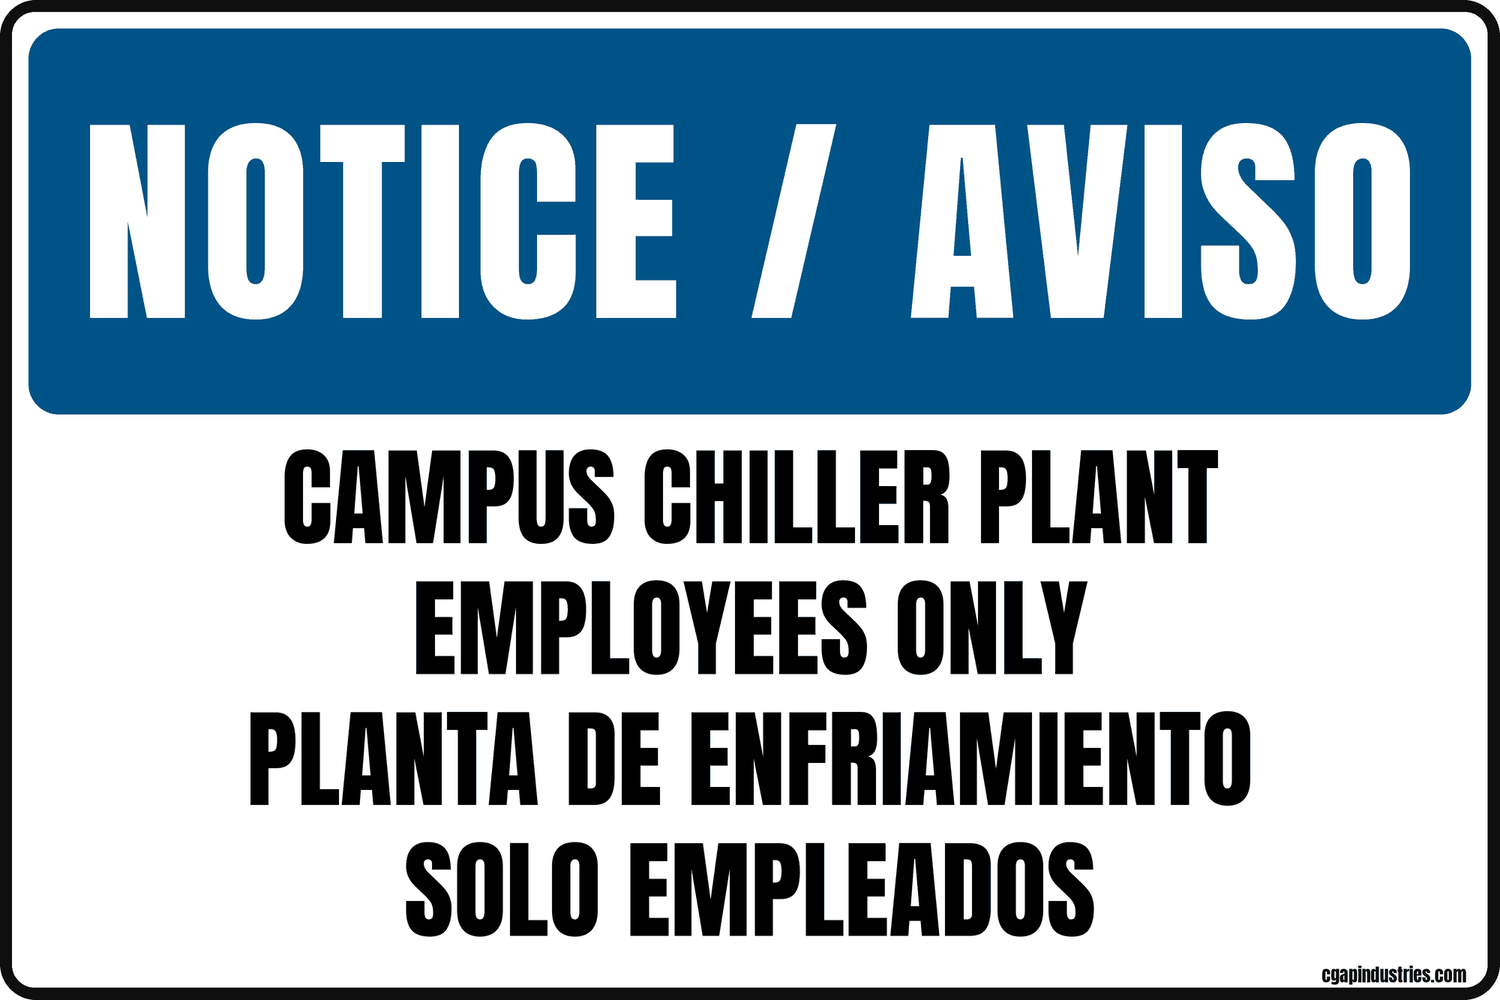 NOTICE / AVISO
CAMPUS CHILLER PLANT
EMPLOYEES ONLY
PLANTA DE ENFRIAMIENTO
SOLO EMPLEADOS
cgapindustries.com